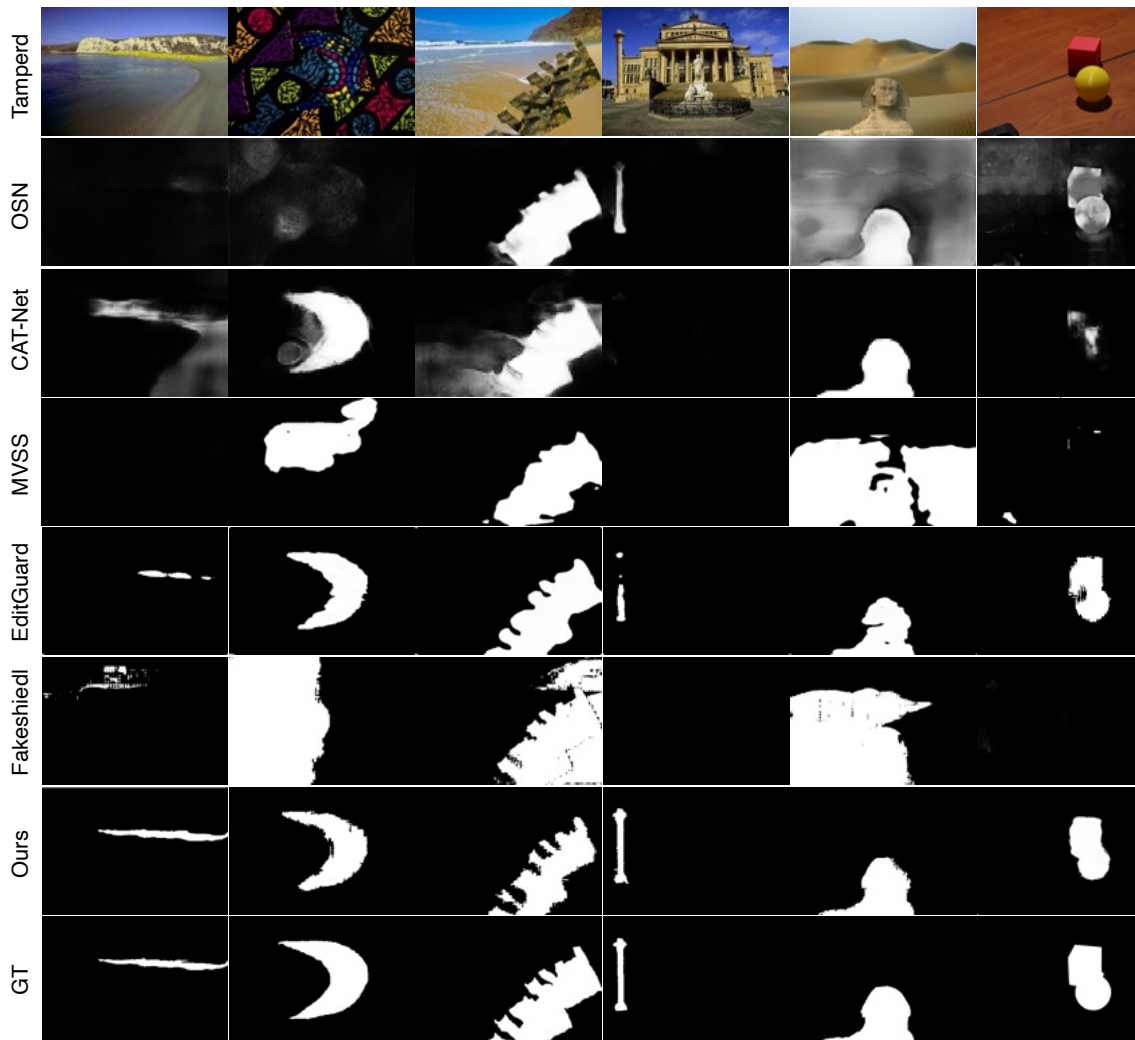 Tamperd
OSN
CAT-Net
MVSS
EditGuard
Fakeshiedl
Ours
GT